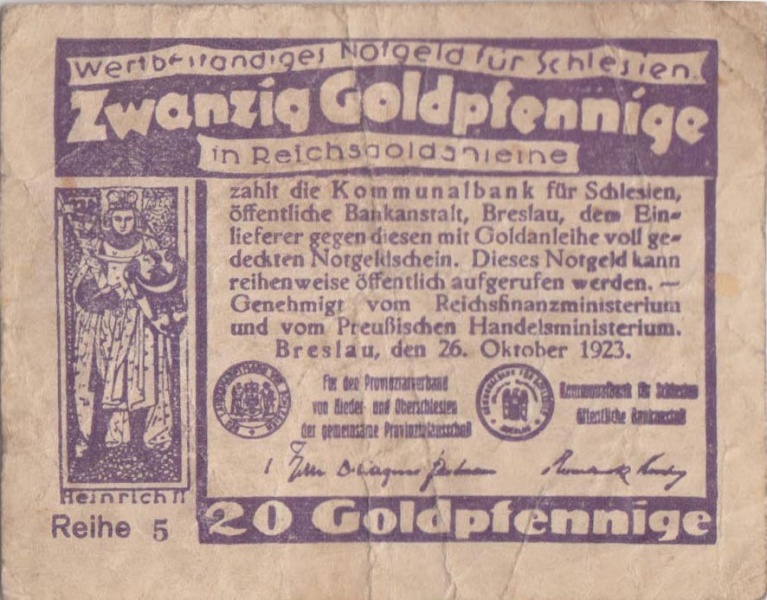 Wertbeständiges Notgeld für Schlesien.
Zwanzig Goldpfennige
in Reichsgoldanleihe
zahlt die Kommunalbank für Schlesien,
öffentliche Bankanstalt, Breslau, dem Ein-
lieferer gegen diesen mit Goldanleihe voll ge-
deckten Notgeldschein. Dieses Notgeld kann
reihenweise öffentlich aufgerufen werden. —
Genehmigt vom Reichsfinanzministerium
und vom Preußischen Handelsministerium.
Breslau, den 26. Oktober 1923.
Für den Provinzialverband
von Nieder- und Oberschlesien
der gemeinsame Provinzialausschuß
Kommunalbank für Schlesien
öffentliche Bankanstalt
Heinrich II
Reihe 5
20 Goldpfennige